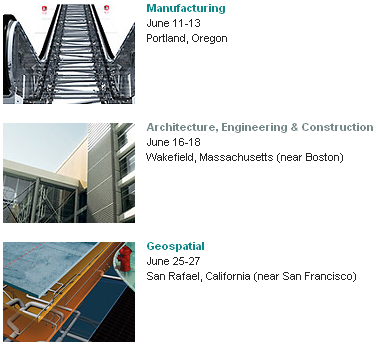 Manufacturing
June 11-13
Portland, Oregon
Architecture, Engineering & Construction
June 16-18
Wakefield, Massachusetts (near Boston)
Geospatial
June 25-27
San Rafael, California (near San Francisco)